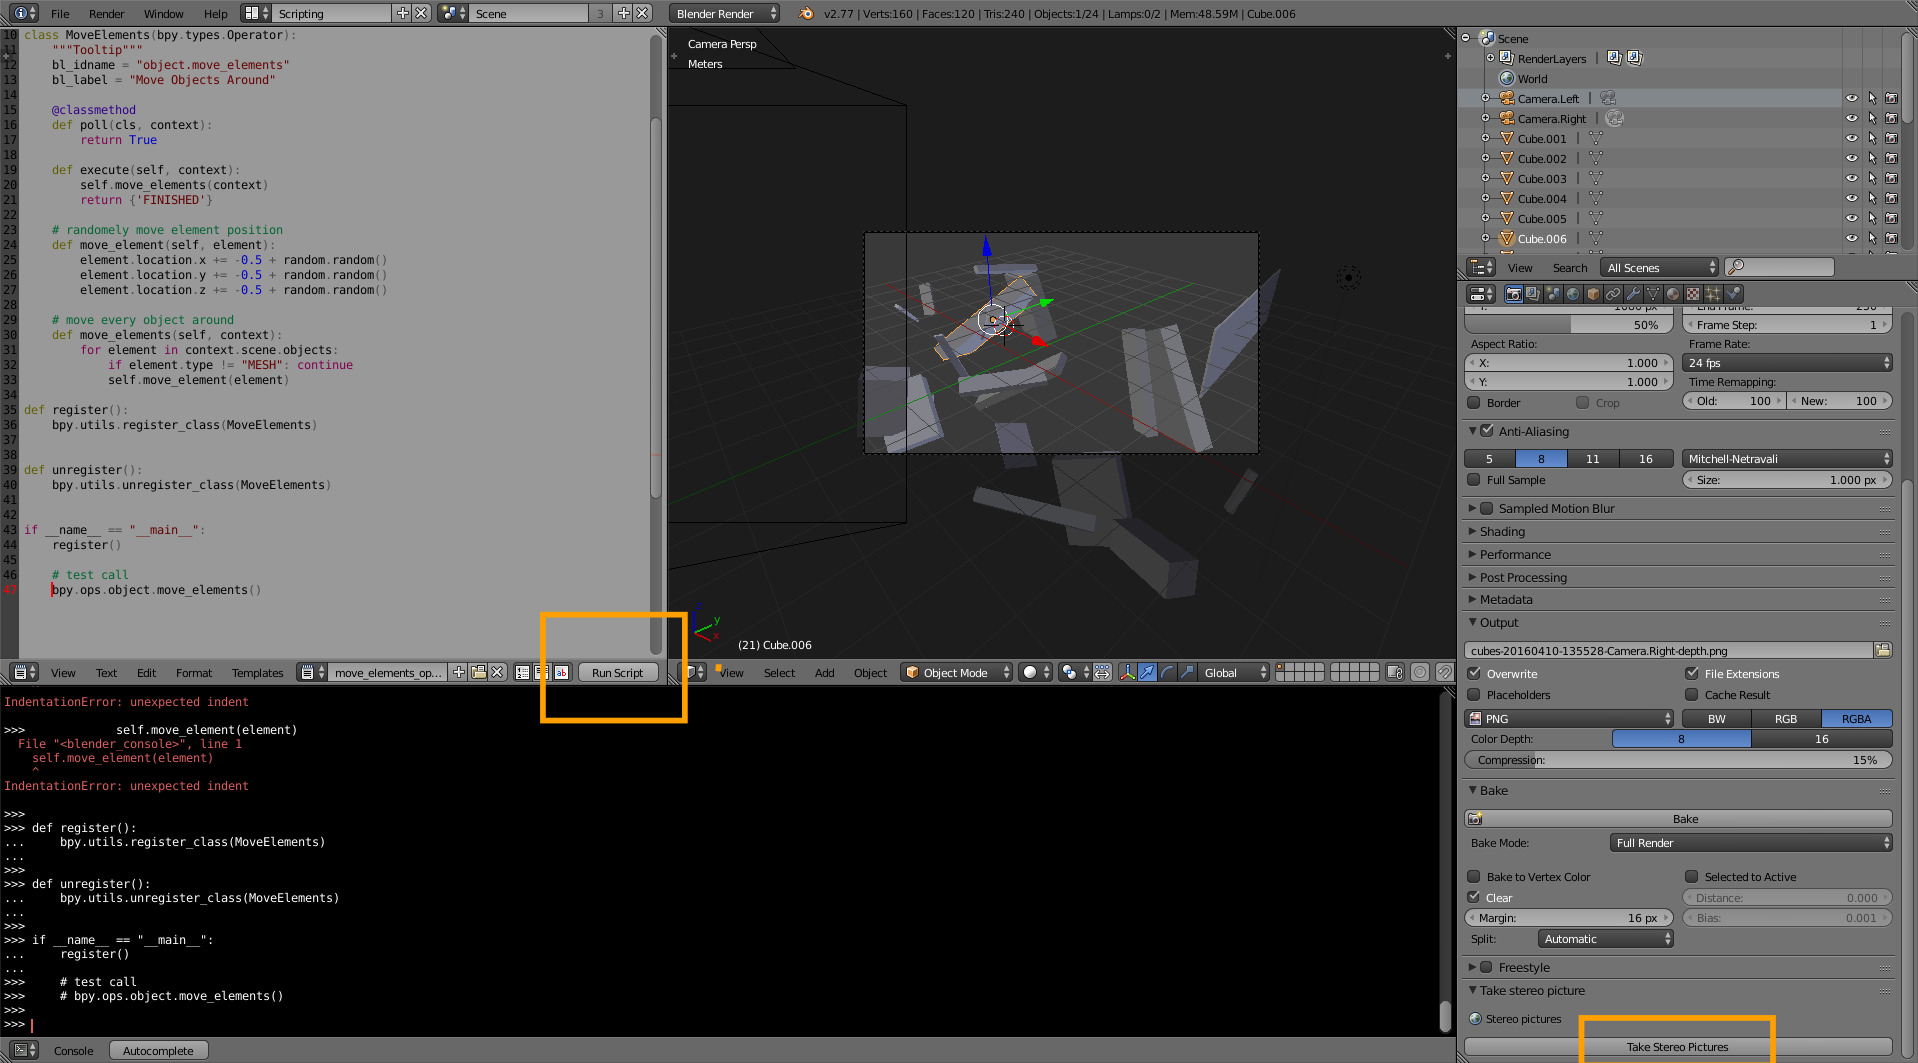 File Render Window Help Scripting Scene 3 Blender Render v2.77 | Verts:160 | Faces:120 | Tris:240 | Objects:1/24 | Lamps:0/2 | Mem:48.59M | Cube.006
10 class MoveElements(bpy.types.Operator):
11 """Tooltip"""
12 bl_idname = "object.move_elements"
13 bl_label = "Move Objects Around"
14
15 @classmethod
16 def poll(cls, context):
17 return True
18
19 def execute(self, context):
20 self.move_elements(context)
21 return {'FINISHED'}
22
23 # randomely move element position
24 def move_element(self, element):
25 element.location.x += -0.5 + random.random()
26 element.location.y += -0.5 + random.random()
27 element.location.z += -0.5 + random.random()
28
29 # move every object around
30 def move_elements(self, context):
31 for element in context.scene.objects:
32 if element.type != "MESH": continue
33 self.move_element(element)
34
35 def register():
36 bpy.utils.register_class(MoveElements)
37
38
39 def unregister():
40 bpy.utils.unregister_class(MoveElements)
41
42
43 if __name__ == "__main__":
44 register()
45
46 # test call
47 bpy.ops.object.move_elements()
View Text Edit Format Templates move_elements_op... Run Script
Camera Persp
Meters
z
y
x
(21) Cube.006
View Select Add Object Object Mode Global
IndentationError: unexpected indent
>>> self.move_element(element)
File "<blender_console>", line 1
self.move_element(element)
^
IndentationError: unexpected indent
>>>
>>> def register():
... bpy.utils.register_class(MoveElements)
...
>>>
>>> def unregister():
... bpy.utils.unregister_class(MoveElements)
...
>>>
>>> if __name__ == "__main__":
... register()
...
>>> # test call
>>> # bpy.ops.object.move_elements()
>>>
>>>
Console Autocomplete
Scene
RenderLayers
World
Camera.Left
Camera.Right
Cube.001
Cube.002
Cube.003
Cube.004
Cube.005
Cube.006
View Search All Scenes
50% Frame Step: 1
Aspect Ratio: Frame Rate:
X: 1.000 24 fps
Y: 1.000 Time Remapping:
Border Crop Old: 100 New: 100
Anti-Aliasing
5 8 11 16 Mitchell-Netravali
Full Sample Size: 1.000 px
Sampled Motion Blur
Shading
Performance
Post Processing
Metadata
Output
cubes-20160410-135528-Camera.Right-depth.png
Overwrite File Extensions
Placeholders Cache Result
PNG BW RGB RGBA
Color Depth: 8 16
Compression: 15%
Bake
Bake
Bake Mode: Full Render
Bake to Vertex Color Selected to Active
Clear Distance: 0.000
Margin: 16 px Bias: 0.001
Split: Automatic
Freestyle
Take stereo picture
Stereo pictures
Take Stereo Pictures